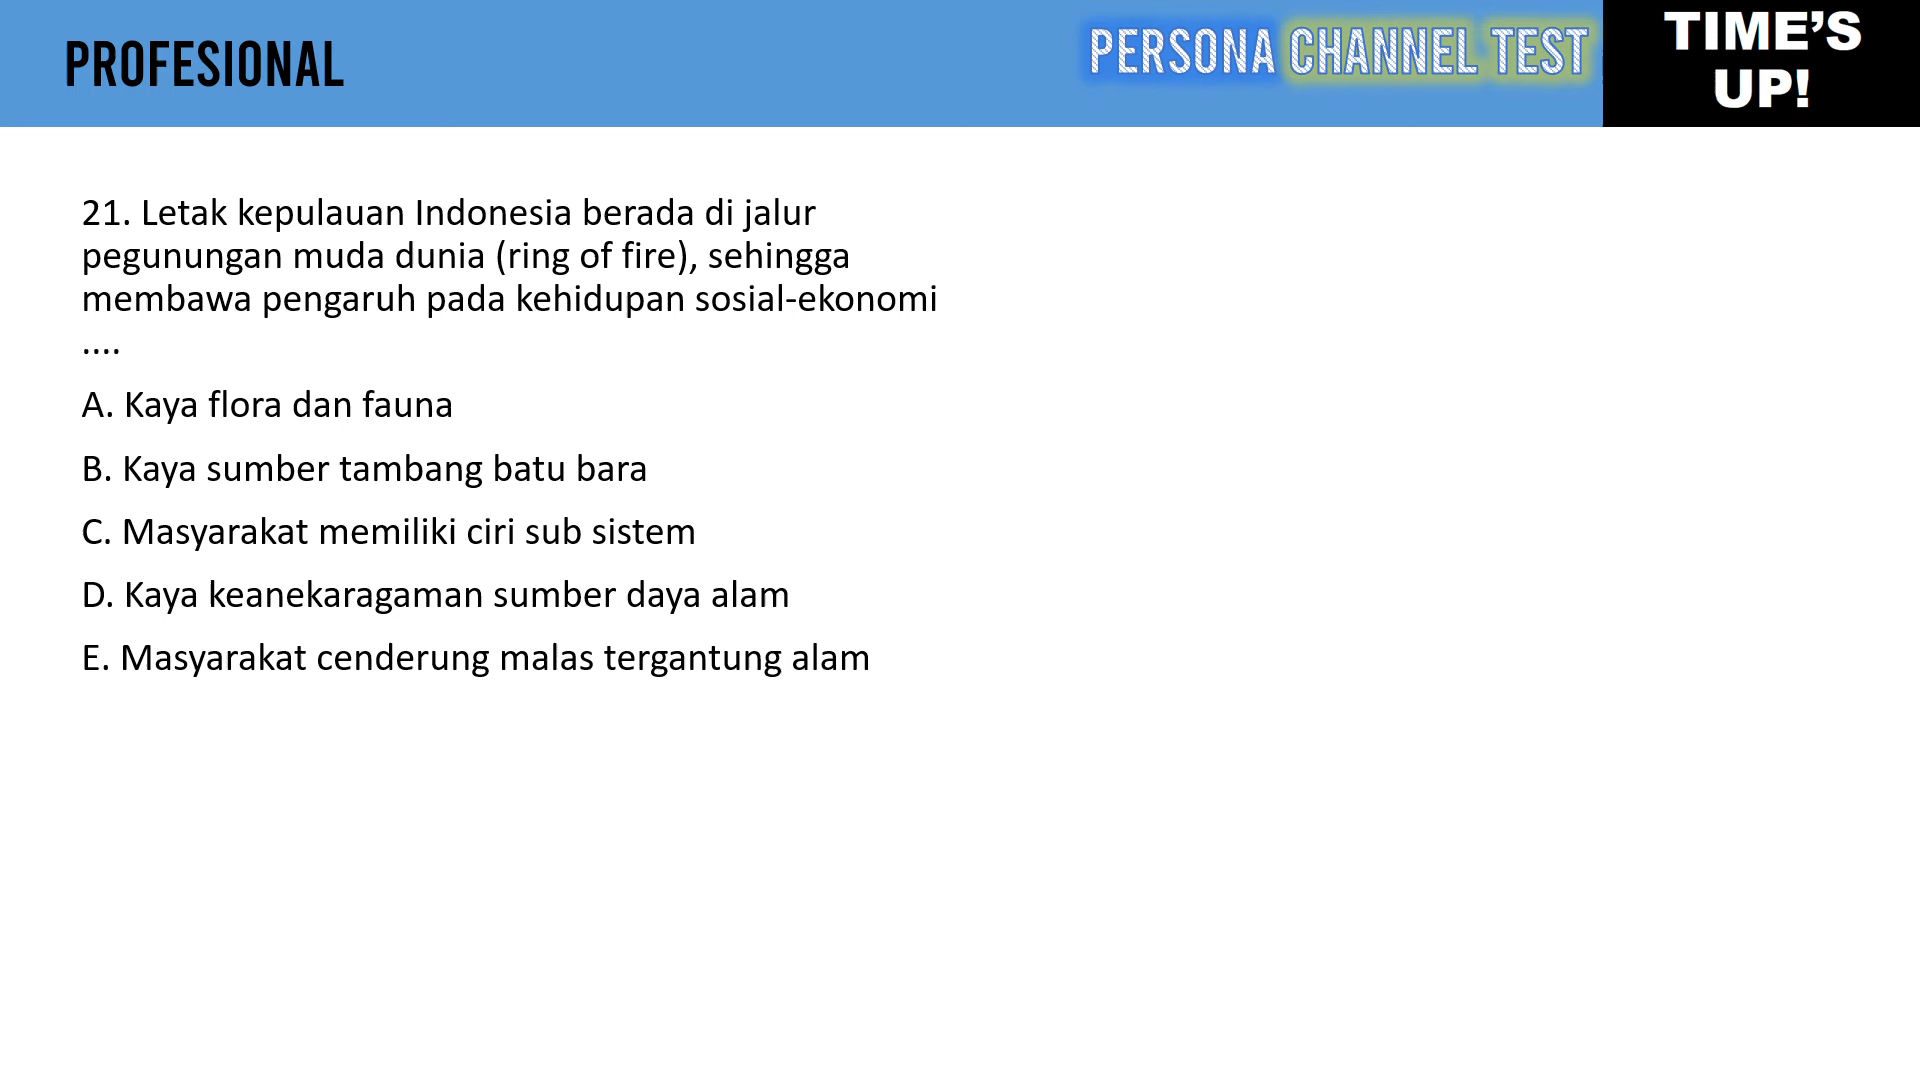 PROFESIONAL
PERSONA CHANNEL TEST
TIME'S
UP!
21. Letak kepulauan Indonesia berada di jalur
pegunungan muda dunia (ring of fire), sehingga
membawa pengaruh pada kehidupan sosial-ekonomi
....
A. Kaya flora dan fauna
B. Kaya sumber tambang batu bara
C. Masyarakat memiliki ciri sub sistem
D. Kaya keanekaragaman sumber daya alam
E. Masyarakat cenderung malas tergantung alam